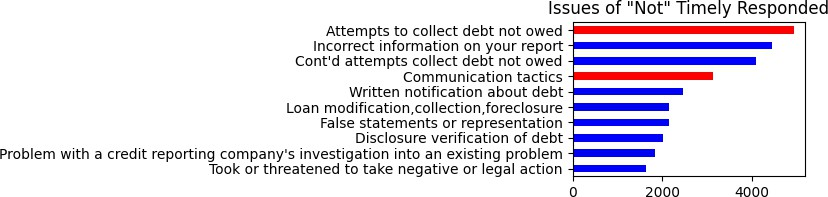 Issues of "Not" Timely Responded
Attempts to collect debt not owed
Incorrect information on your report
Cont'd attempts collect debt not owed
Communication tactics
Written notification about debt
Loan modification,collection,foreclosure
False statements or representation
Disclosure verification of debt
Problem with a credit reporting company's investigation into an existing problem
Took or threatened to take negative or legal action
0 2000 4000